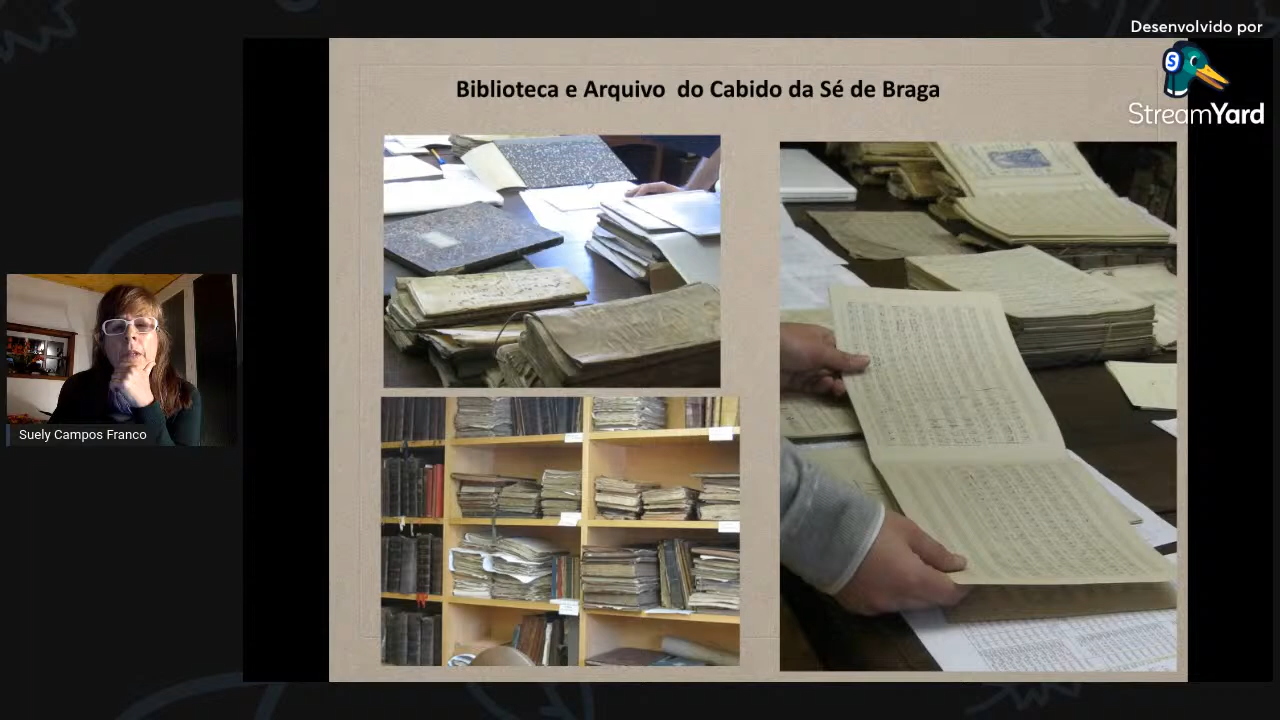 Desenvolvido por
StreamYard
Biblioteca e Arquivo  do Cabido da Sé de Braga
Suely Campos Franco